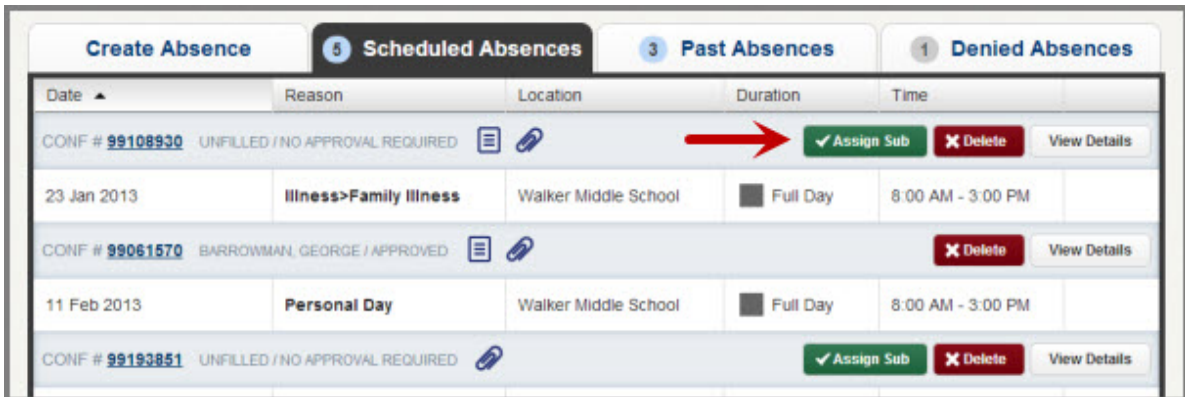 Create Absence 5 Scheduled Absences 3 Past Absences 1 Denied Absences
Date Reason Location Duration Time
CONF # 99108930 UNFILLED / NO APPROVAL REQUIRED Assign Sub Delete View Details
23 Jan 2013 Illness>Family Illness Walker Middle School Full Day 8:00 AM - 3:00 PM
CONF # 99061570 BARROWMAN, GEORGE / APPROVED Delete View Details
11 Feb 2013 Personal Day Walker Middle School Full Day 8:00 AM - 3:00 PM
CONF # 99193851 UNFILLED / NO APPROVAL REQUIRED Assign Sub Delete View Details